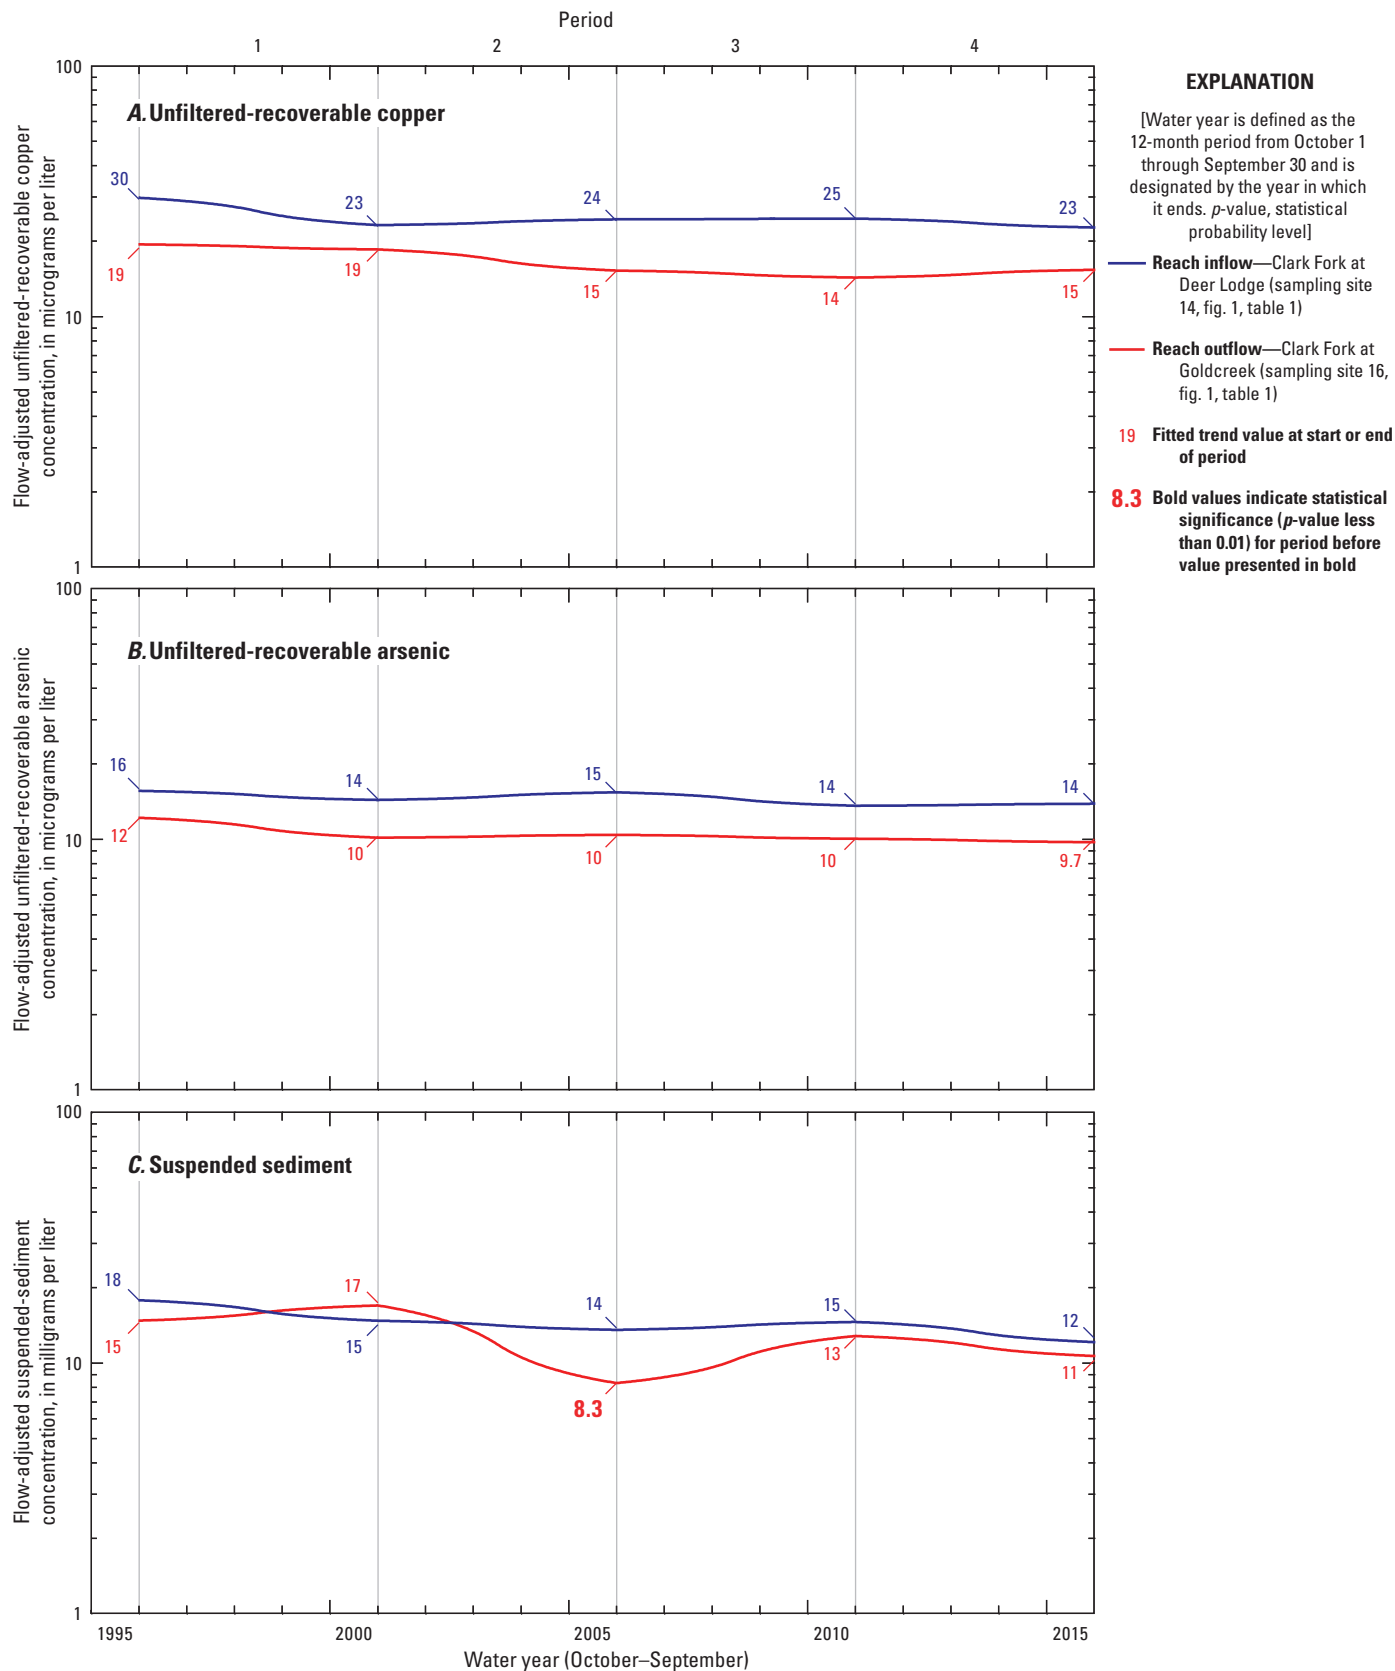 Period
1 2 3 4
100
10
1
Flow-adjusted unfiltered-recoverable copper
concentration, in micrograms per liter
A. Unfiltered-recoverable copper
30
23
24
25
23
19
19
15
14
15
100
10
1
Flow-adjusted unfiltered-recoverable arsenic
concentration, in micrograms per liter
B. Unfiltered-recoverable arsenic
16
14
15
14
14
12
10
10
10
9.7
100
10
1
Flow-adjusted suspended-sediment
concentration, in milligrams per liter
C. Suspended sediment
18
15
14
15
12
15
17
8.3
13
11
1995 2000 2005 2010 2015
Water year (October–September)
EXPLANATION
[Water year is defined as the
12-month period from October 1
through September 30 and is
designated by the year in which
it ends. p-value, statistical
probability level]
Reach inflow—Clark Fork at
Deer Lodge (sampling site
14, fig. 1, table 1)
Reach outflow—Clark Fork at
Goldcreek (sampling site 16,
fig. 1, table 1)
19 Fitted trend value at start or end
of period
8.3 Bold values indicate statistical
significance (p-value less
than 0.01) for period before
value presented in bold